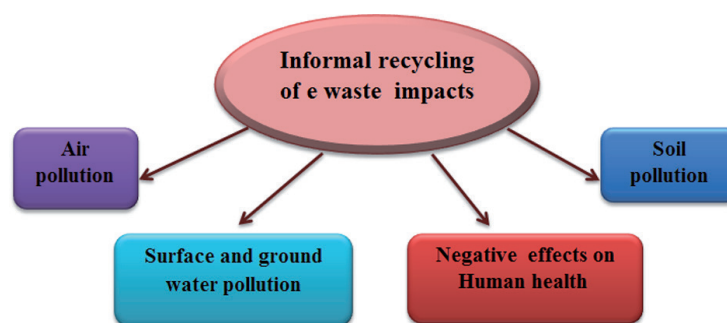 Informal recycling
of e waste impacts
Air
pollution
Soil
pollution
Surface and ground
water pollution
Negative effects on
Human health